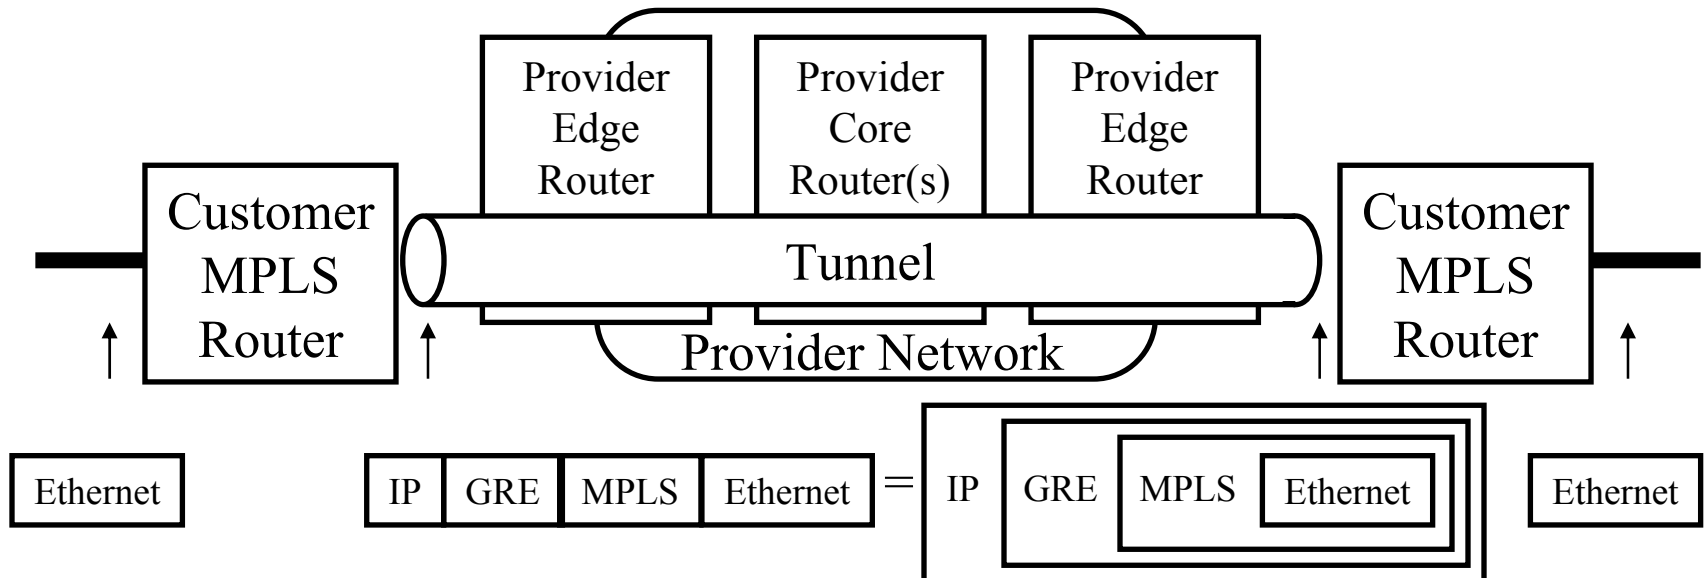 Provider
Edge
Router
Provider
Core
Router(s)
Provider
Edge
Router
Customer
MPLS
Router
Tunnel
Customer
MPLS
Router
Provider Network
Ethernet
IP GRE MPLS Ethernet = IP GRE MPLS Ethernet
Ethernet